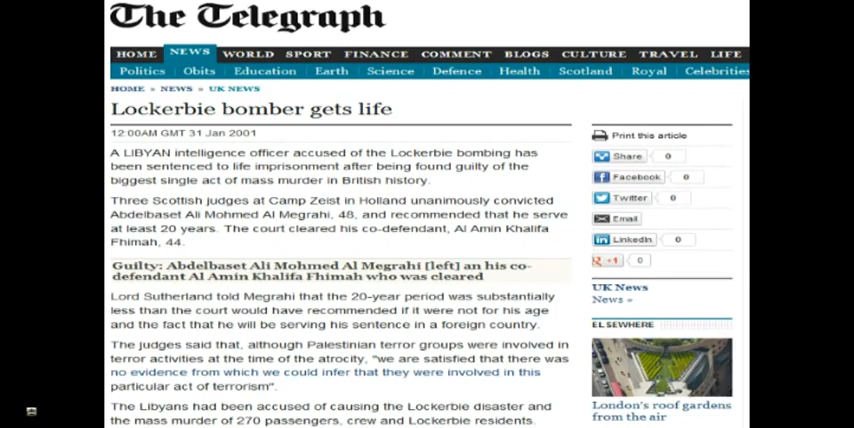 The Telegraph
HOME NEWS WORLD SPORT FINANCE COMMENT BLOGS CULTURE TRAVEL LIFE
Politics Obits Education Earth Science Defence Health Scotland Royal Celebrities
HOME » NEWS » UK NEWS
Lockerbie bomber gets life
12:00AM GMT 31 Jan 2001
A LIBYAN intelligence officer accused of the Lockerbie bombing has
been sentenced to life imprisonment after being found guilty of the
biggest single act of mass murder in British history.
Three Scottish judges at Camp Zeist in Holland unanimously convicted
Abdelbaset Ali Mohmed Al Megrahi, 48, and recommended that he serve
at least 20 years. The court cleared his co-defendant, Al Amin Khalifa
Fhimah, 44.
Guilty: Abdelbaset Ali Mohmed Al Megrahi [left] an his co-
defendant Al Amin Khalifa Fhimah who was cleared
Lord Sutherland told Megrahi that the 20-year period was substantially
less than the court would have recommended if it were not for his age
and the fact that he will be serving his sentence in a foreign country.
The judges said that, although Palestinian terror groups were involved in
terror activities at the time of the atrocity, "we are satisfied that there was
no evidence from which we could infer that they were involved in this
particular act of terrorism".
The Libyans had been accused of causing the Lockerbie disaster and
the mass murder of 270 passengers, crew and Lockerbie residents.
Print this article
Share 0
Facebook 0
Twitter 0
Email
LinkedIn 0
g +1 0
UK News
News »
ELSEWHERE
London's roof gardens
from the air